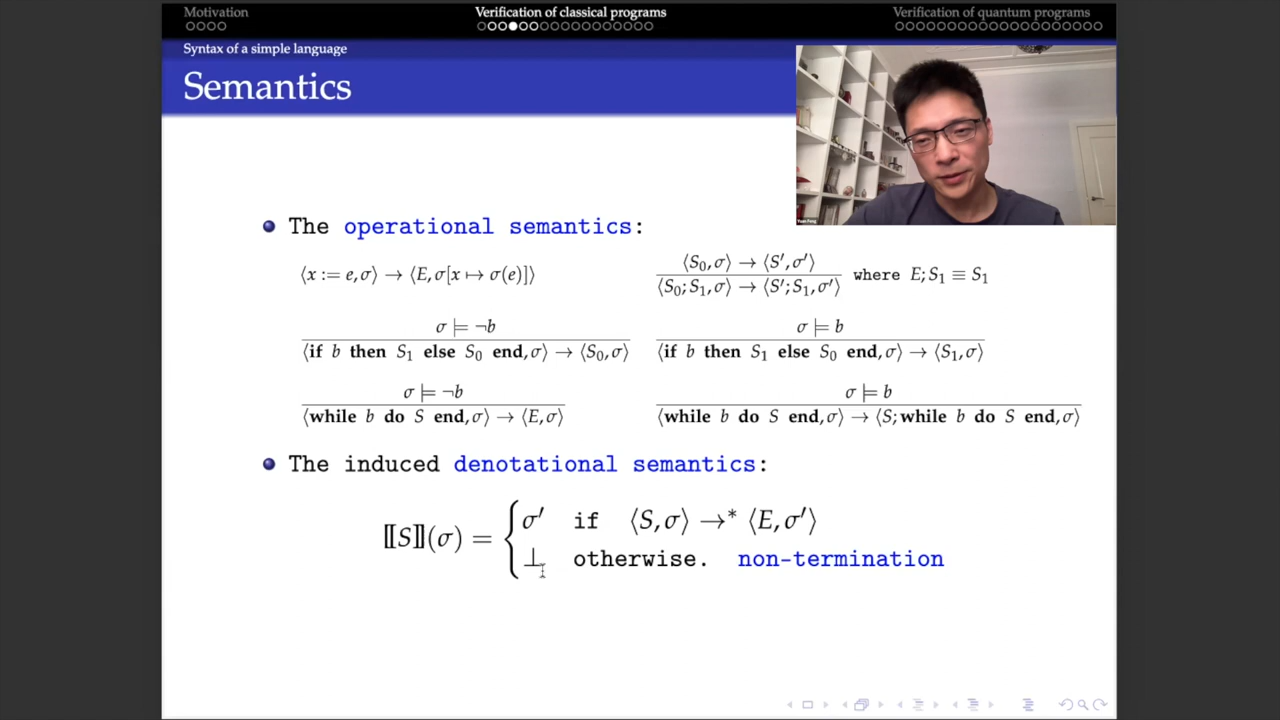 Motivation
Verification of classical programs
Verification of quantum programs
Syntax of a simple language
Semantics
Yuan Feng
The operational semantics:
⟨x := e, σ⟩ → ⟨E, σ[x ↦ σ(e)]⟩
⟨S₀, σ⟩ → ⟨S′, σ′⟩
⟨S₀; S₁, σ⟩ → ⟨S′; S₁, σ′⟩ where E; S₁ ≡ S₁
σ ⊨ ¬b
⟨if b then S₁ else S₀ end, σ⟩ → ⟨S₀, σ⟩
σ ⊨ b
⟨if b then S₁ else S₀ end, σ⟩ → ⟨S₁, σ⟩
σ ⊨ ¬b
⟨while b do S end, σ⟩ → ⟨E, σ⟩
σ ⊨ b
⟨while b do S end, σ⟩ → ⟨S; while b do S end, σ⟩
The induced denotational semantics:
⟦S⟧(σ) = { σ′ if ⟨S, σ⟩ →* ⟨E, σ′⟩
⊥ otherwise. non-termination